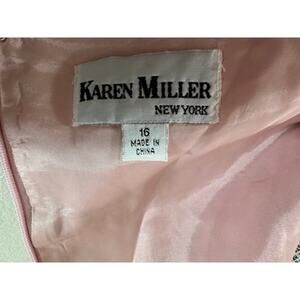 KAREN MILLER
NEW YORK
16
MADE IN
CHINA